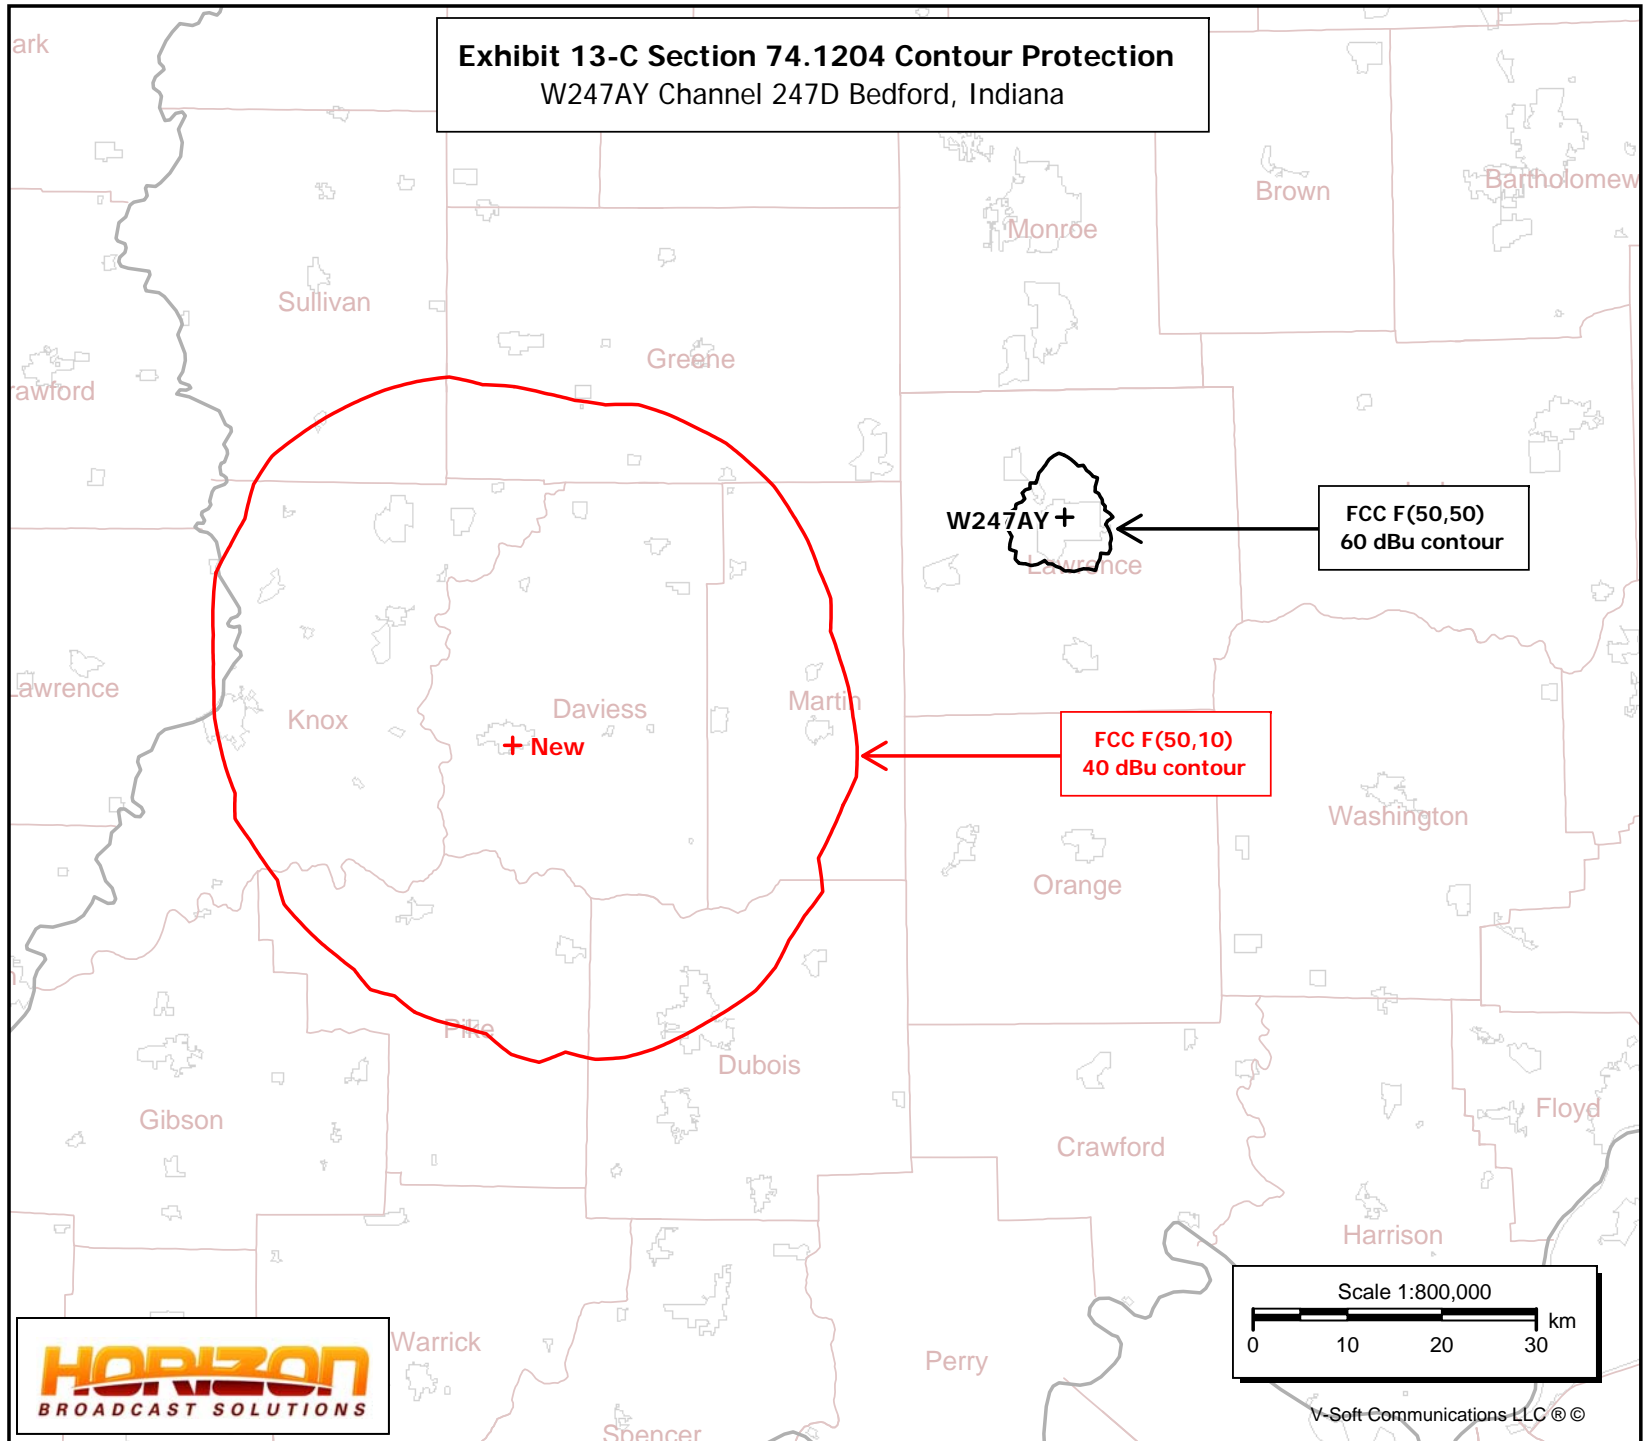 Exhibit 13-C Section 74.1204 Contour Protection
W247AY Channel 247D Bedford, Indiana
ark
Brown
Bartholomew
Monroe
Sullivan
Greene
rawford
W247AY
FCC F(50,50)
60 dBu contour
Lawrence
Lawrence
Knox
Daviess
Martin
New
FCC F(50,10)
40 dBu contour
Washington
Orange
Pike
Dubois
Gibson
Floyd
Crawford
Harrison
Scale 1:800,000
km
0 10 20 30
Warrick
Perry
HORIZON
BROADCAST SOLUTIONS
Spencer
V-Soft Communications LLC ® ©